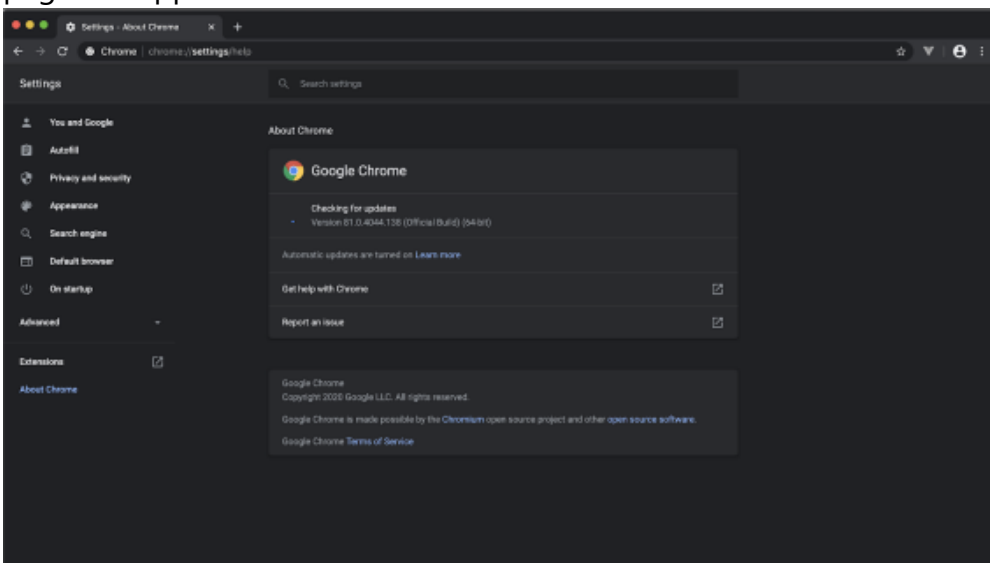 Settings - About Chrome
Chrome | chrome://settings/help
Settings
Search settings
You and Google
Autofill
Privacy and security
Appearance
Search engine
Default browser
On startup
Advanced
Extensions
About Chrome
About Chrome
Google Chrome
Checking for updates
Version 81.0.4044.138 (Official Build) (64-bit)
Automatic updates are turned on Learn more
Get help with Chrome
Report an issue
Google Chrome
Copyright 2020 Google LLC. All rights reserved.
Google Chrome is made possible by the Chromium open source project and other open source software.
Google Chrome Terms of Service